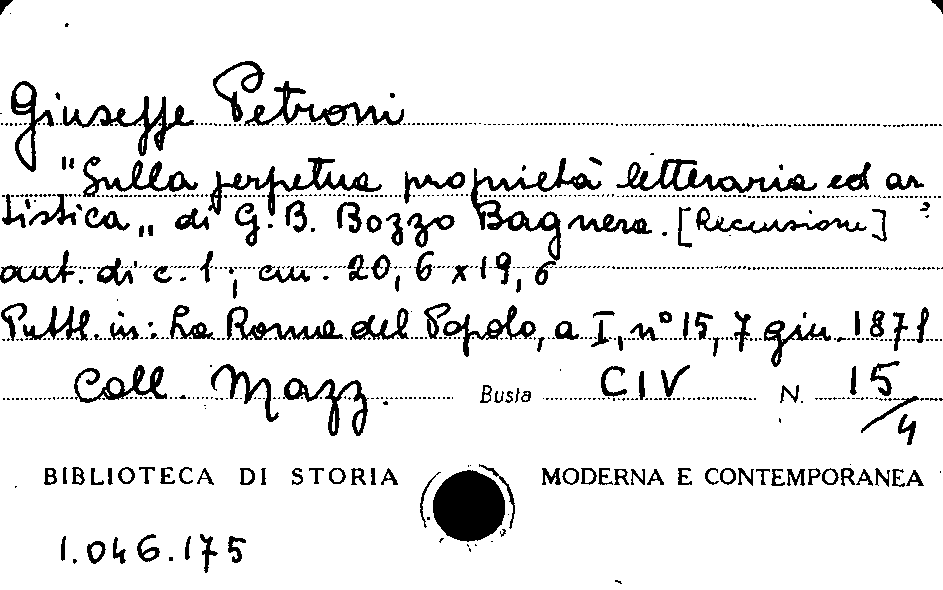 Giuseppe Petroni
"Sulla perpetua proprietà letteraria ed ar
tistica„ di G. B. Bozzo Bagnera. [Recensione] ?
aut. di c. 1; cm. 20,6 x 19,6
Pubbl. in: La Roma del Popolo, a I, n° 15, 7 giu. 1871
Coll. Mazz. Busta CIV N. 15/4
BIBLIOTECA DI STORIA MODERNA E CONTEMPORANEA
1.046.175